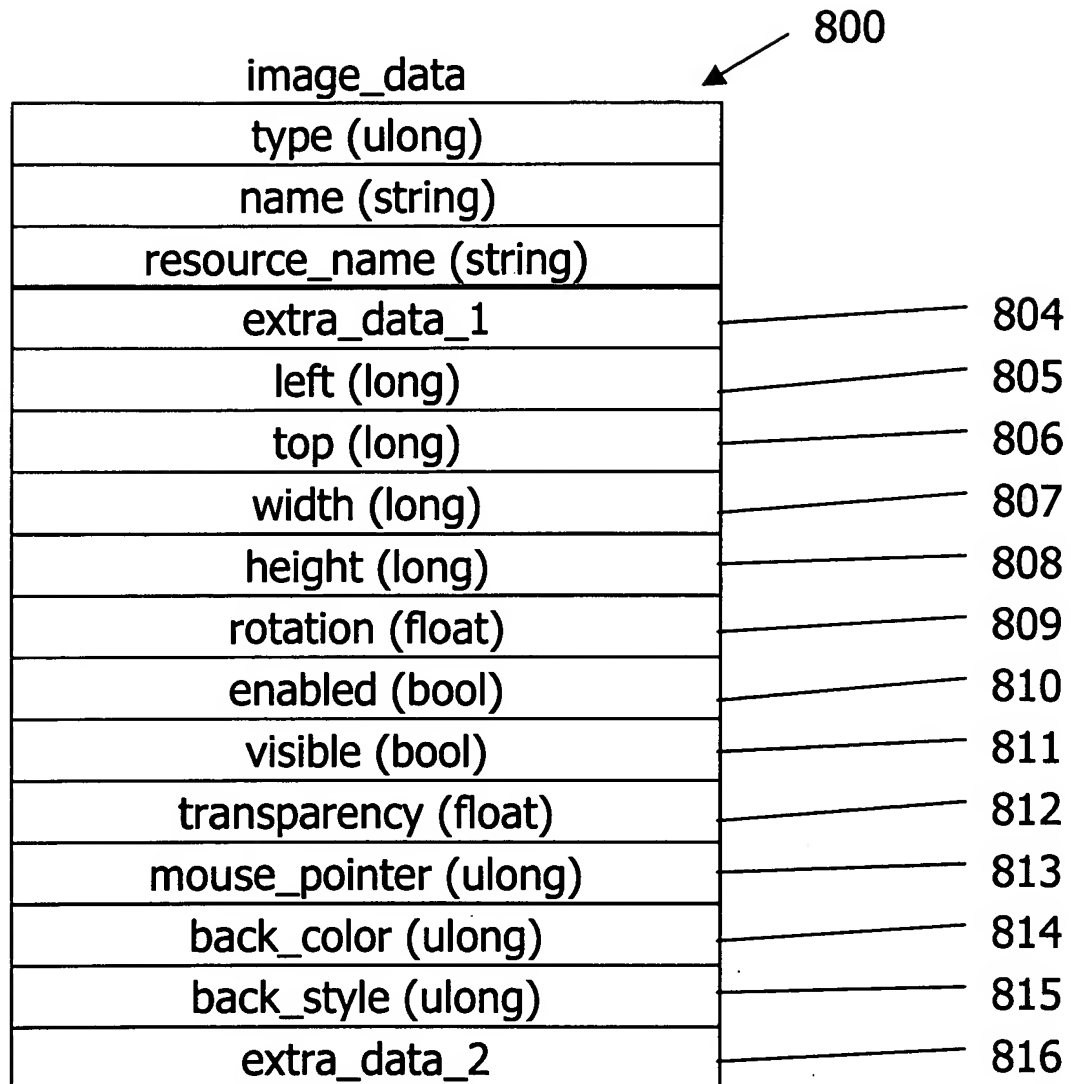 800
image_data
type (ulong)
name (string)
resource_name (string)
extra_data_1 804
left (long) 805
top (long) 806
width (long) 807
height (long) 808
rotation (float) 809
enabled (bool) 810
visible (bool) 811
transparency (float) 812
mouse_pointer (ulong) 813
back_color (ulong) 814
back_style (ulong) 815
extra_data_2 816